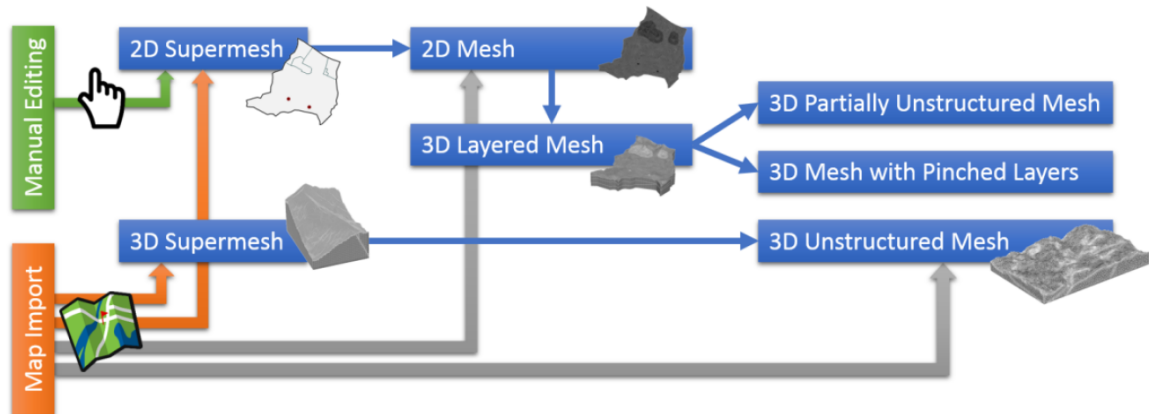 Manual Editing
2D Supermesh
2D Mesh
3D Layered Mesh
3D Partially Unstructured Mesh
3D Mesh with Pinched Layers
Map Import
3D Supermesh
3D Unstructured Mesh